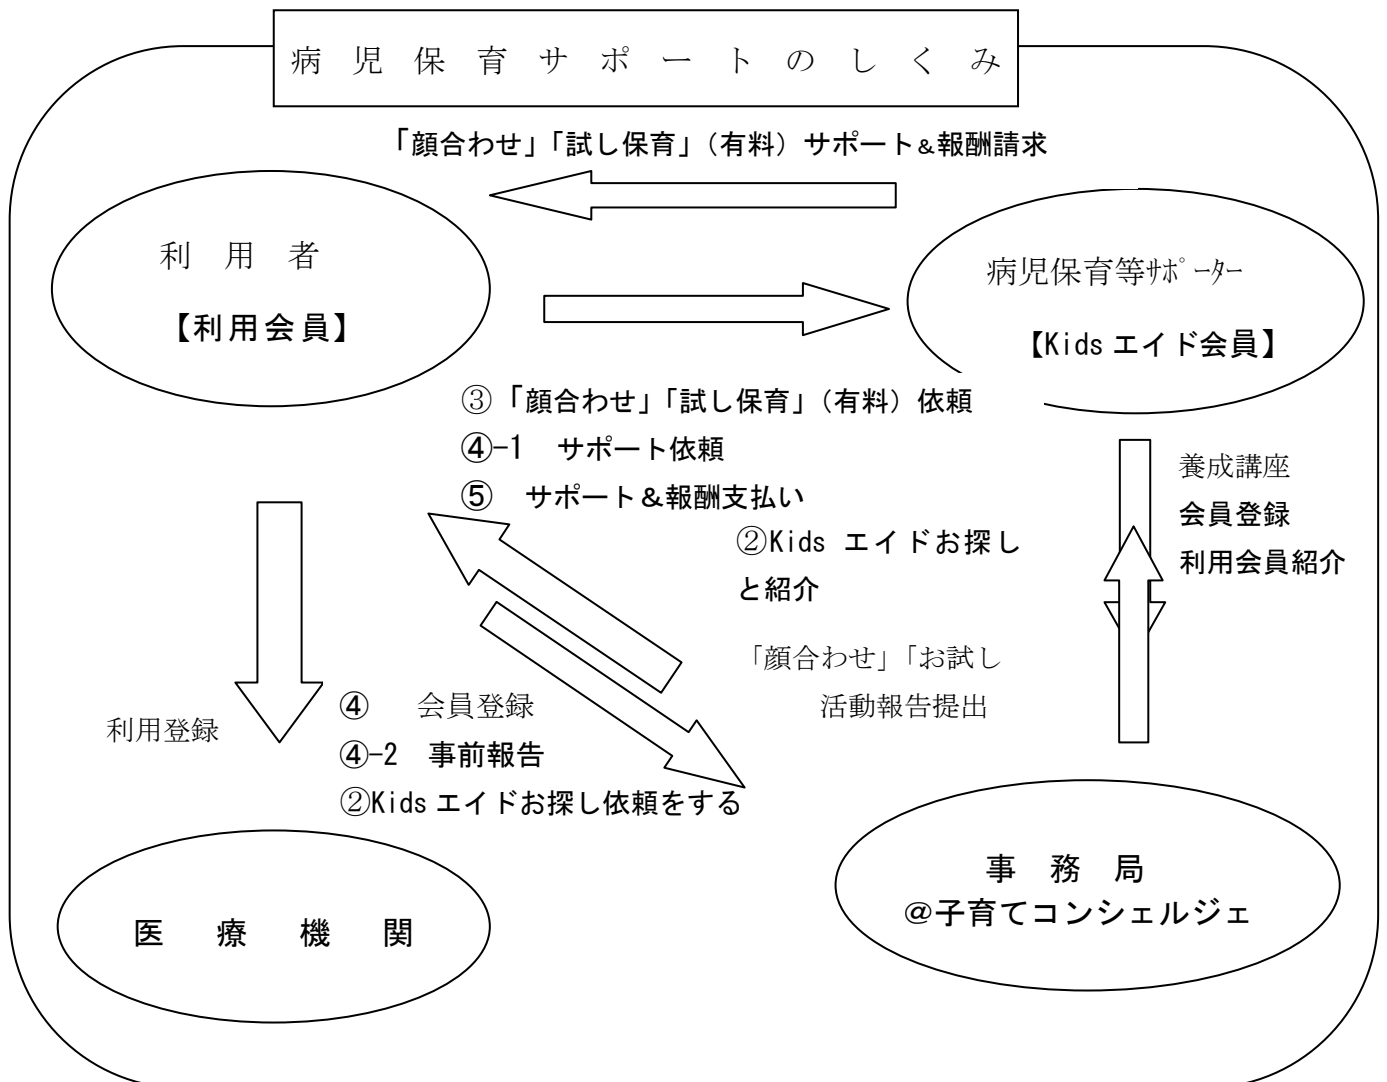 病児保育サポートのしくみ
「顔合わせ」「試し保育」（有料）サポート&報酬請求
利用者
【利用会員】
病児保育等ｻﾎﾟｰﾀｰ
【Kids エイド会員】
③「顔合わせ」「試し保育」（有料）依頼
④-1 サポート依頼
⑤ サポート＆報酬支払い
養成講座
会員登録
利用会員紹介
②Kids エイドお探し
と紹介
「顔合わせ」「お試し
活動報告提出
利用登録
④ 会員登録
④-2 事前報告
②Kids エイドお探し依頼をする
医療機関
事務局
@子育てコンシェルジェ